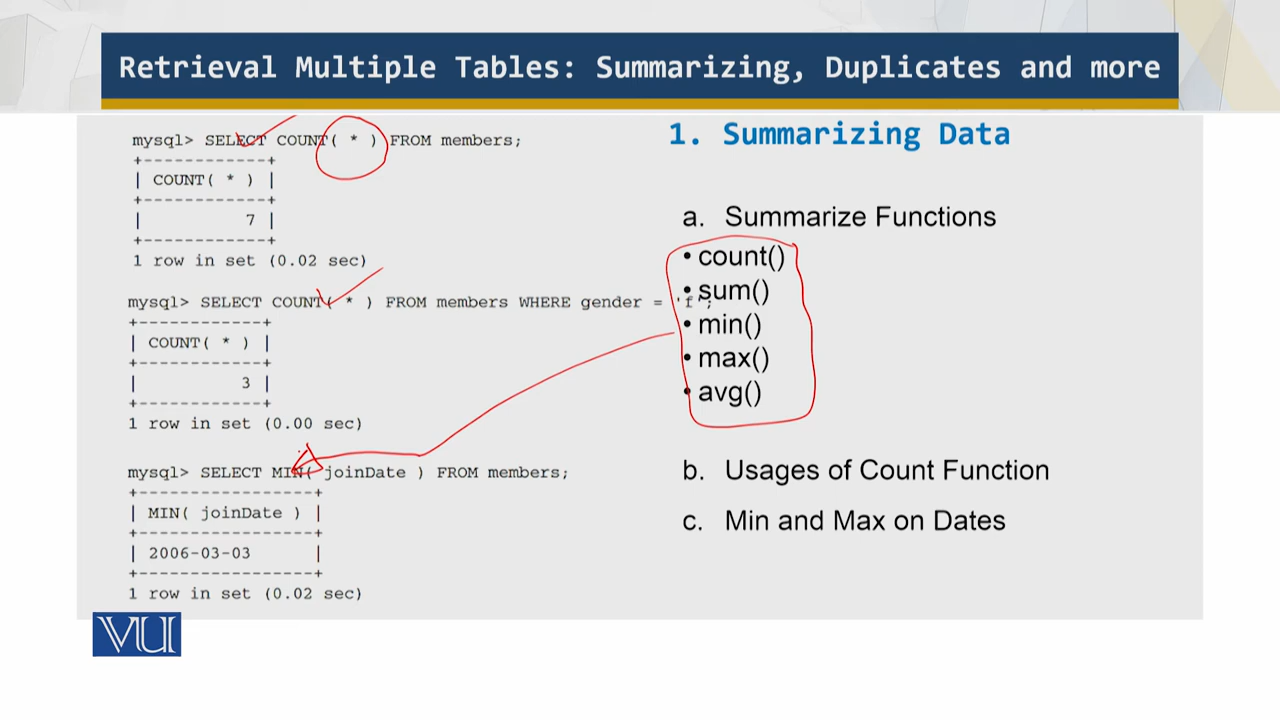 Retrieval Multiple Tables: Summarizing, Duplicates and more
mysql> SELECT COUNT( * ) FROM members;
+------------+
| COUNT( * ) |
+------------+
|          7 |
+------------+
1 row in set (0.02 sec)
mysql> SELECT COUNT( * ) FROM members WHERE gender = 'f';
+------------+
| COUNT( * ) |
+------------+
|          3 |
+------------+
1 row in set (0.00 sec)
mysql> SELECT MIN( joinDate ) FROM members;
+-----------------+
| MIN( joinDate ) |
+-----------------+
| 2006-03-03      |
+-----------------+
1 row in set (0.02 sec)
1. Summarizing Data
a. Summarize Functions
• count()
• sum()
• min()
• max()
• avg()
b. Usages of Count Function
c. Min and Max on Dates
VU